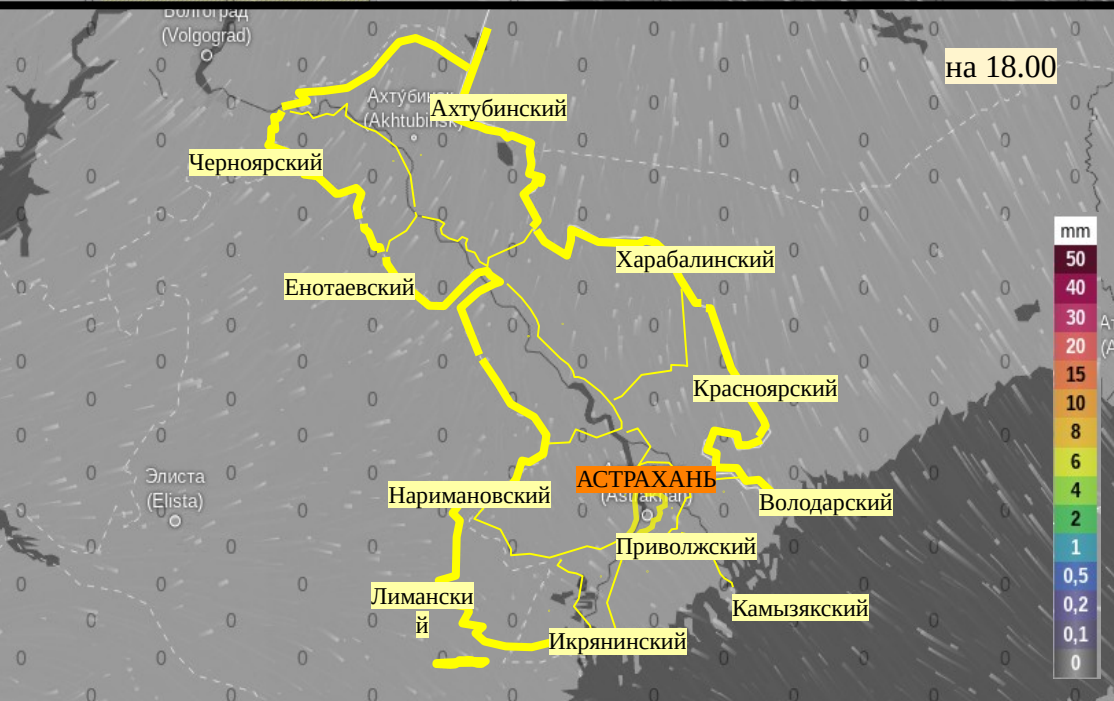 Волгоград
(Volgograd)
на 18.00
Ахтубинск
(Akhtubinsk)
Ахтубинский
Черноярский
Харабалинский
Енотаевский
mm
50
40
30
20
15
10
8
6
4
2
1
0,5
0,2
0,1
0
Красноярский
Элиста
(Elista)
АСТРАХАНЬ
(Astrakhan)
Наримановский
Володарский
Приволжский
Лимански
й
Камызякский
Икрянинский